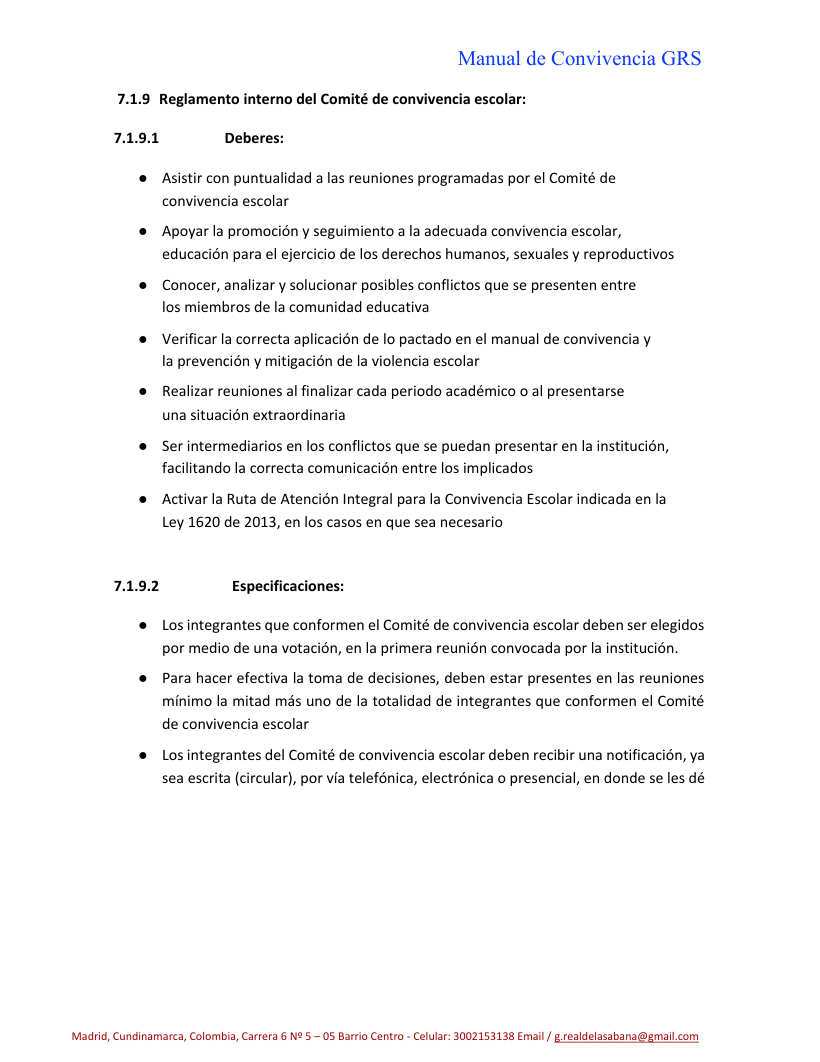 Manual de Convivencia GRS
7.1.9 Reglamento interno del Comité de convivencia escolar:
7.1.9.1 Deberes:
● Asistir con puntualidad a las reuniones programadas por el Comité de
convivencia escolar
● Apoyar la promoción y seguimiento a la adecuada convivencia escolar,
educación para el ejercicio de los derechos humanos, sexuales y reproductivos
● Conocer, analizar y solucionar posibles conflictos que se presenten entre
los miembros de la comunidad educativa
● Verificar la correcta aplicación de lo pactado en el manual de convivencia y
la prevención y mitigación de la violencia escolar
● Realizar reuniones al finalizar cada periodo académico o al presentarse
una situación extraordinaria
● Ser intermediarios en los conflictos que se puedan presentar en la institución,
facilitando la correcta comunicación entre los implicados
● Activar la Ruta de Atención Integral para la Convivencia Escolar indicada en la
Ley 1620 de 2013, en los casos en que sea necesario
7.1.9.2 Especificaciones:
● Los integrantes que conformen el Comité de convivencia escolar deben ser elegidos
por medio de una votación, en la primera reunión convocada por la institución.
● Para hacer efectiva la toma de decisiones, deben estar presentes en las reuniones
mínimo la mitad más uno de la totalidad de integrantes que conformen el Comité
de convivencia escolar
● Los integrantes del Comité de convivencia escolar deben recibir una notificación, ya
sea escrita (circular), por vía telefónica, electrónica o presencial, en donde se les dé
Madrid, Cundinamarca, Colombia, Carrera 6 Nº 5 – 05 Barrio Centro - Celular: 3002153138 Email / g.realdelasabana@gmail.com